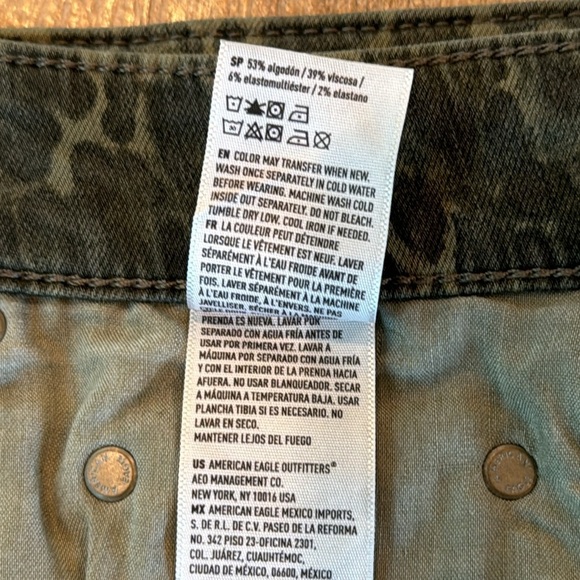 SP 53% algodón / 39% viscosa /
6% elastomultiéster / 2% elastano
EN COLOR MAY TRANSFER WHEN NEW.
WASH ONCE SEPARATELY IN COLD WATER
BEFORE WEARING. MACHINE WASH COLD
INSIDE OUT SEPARATELY. DO NOT BLEACH.
TUMBLE DRY LOW. COOL IRON IF NEEDED.
FR LA COULEUR PEUT DÉTEINDRE
LORSQUE LE VÊTEMENT EST NEUF. LAVER
SÉPARÉMENT À L'EAU FROIDE AVANT DE
PORTER LE VÊTEMENT POUR LA PREMIÈRE
FOIS. LAVER SÉPARÉMENT À LA MACHINE
À L'EAU FROIDE, À L'ENVERS. NE PAS
JAVELLISER. SÉCHER À LA
PRENDA ES NUEVA. LAVAR POR
SEPARADO CON AGUA FRÍA ANTES DE
USAR POR PRIMERA VEZ. LAVAR A
MÁQUINA POR SEPARADO CON AGUA FRÍA
Y CON EL INTERIOR DE LA PRENDA HACIA
AFUERA. NO USAR BLANQUEADOR. SECAR
A MÁQUINA A TEMPERATURA BAJA. USAR
PLANCHA TIBIA SI ES NECESARIO. NO
LAVAR EN SECO.
MANTENER LEJOS DEL FUEGO
US AMERICAN EAGLE OUTFITTERS®
AEO MANAGEMENT CO.
NEW YORK, NY 10016 USA
MX AMERICAN EAGLE MEXICO IMPORTS,
S. DE R.L. DE C.V. PASEO DE LA REFORMA
NO. 342 PISO 23-OFICINA 2301,
COL. JUÁREZ, CUAUHTÉMOC,
CIUDAD DE MÉXICO, 06600, MÉXICO